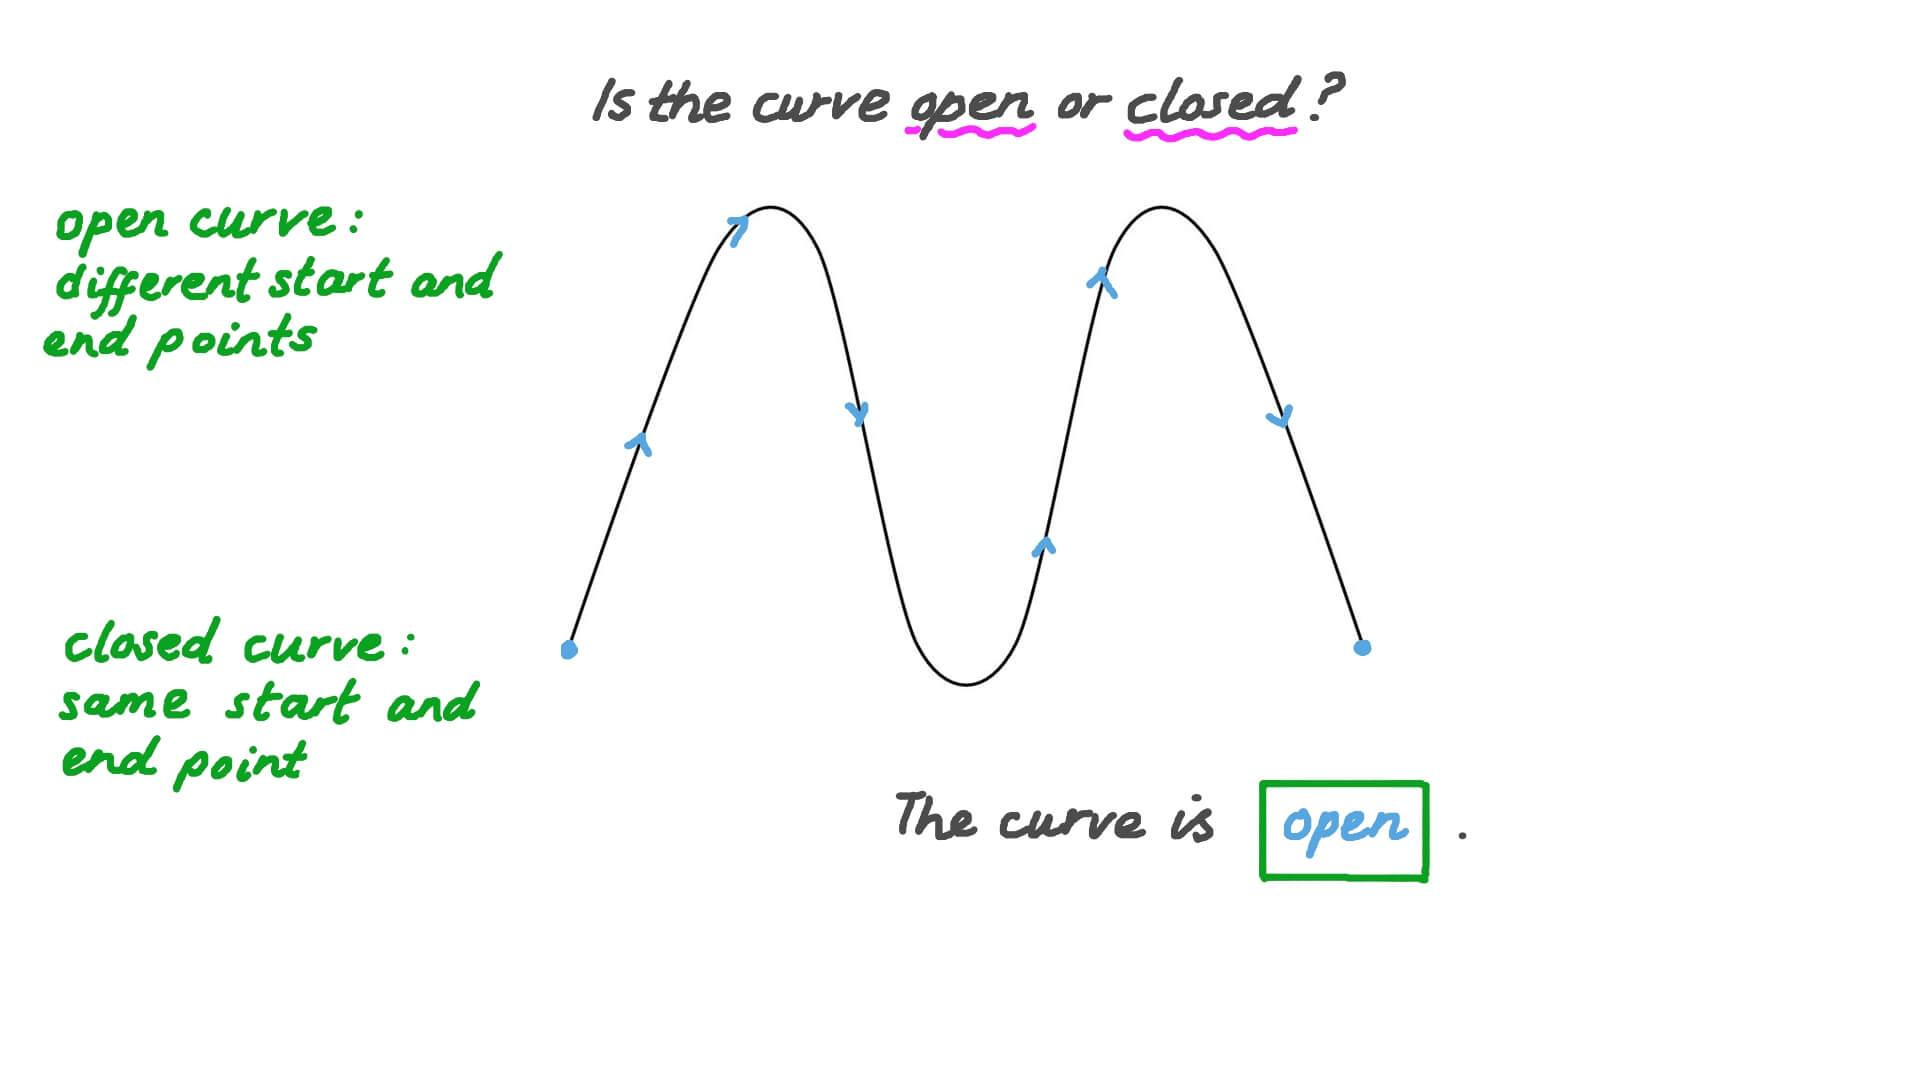 Is the curve open or closed?
open curve:
different start and
end points
closed curve:
same start and
end point
The curve is open.